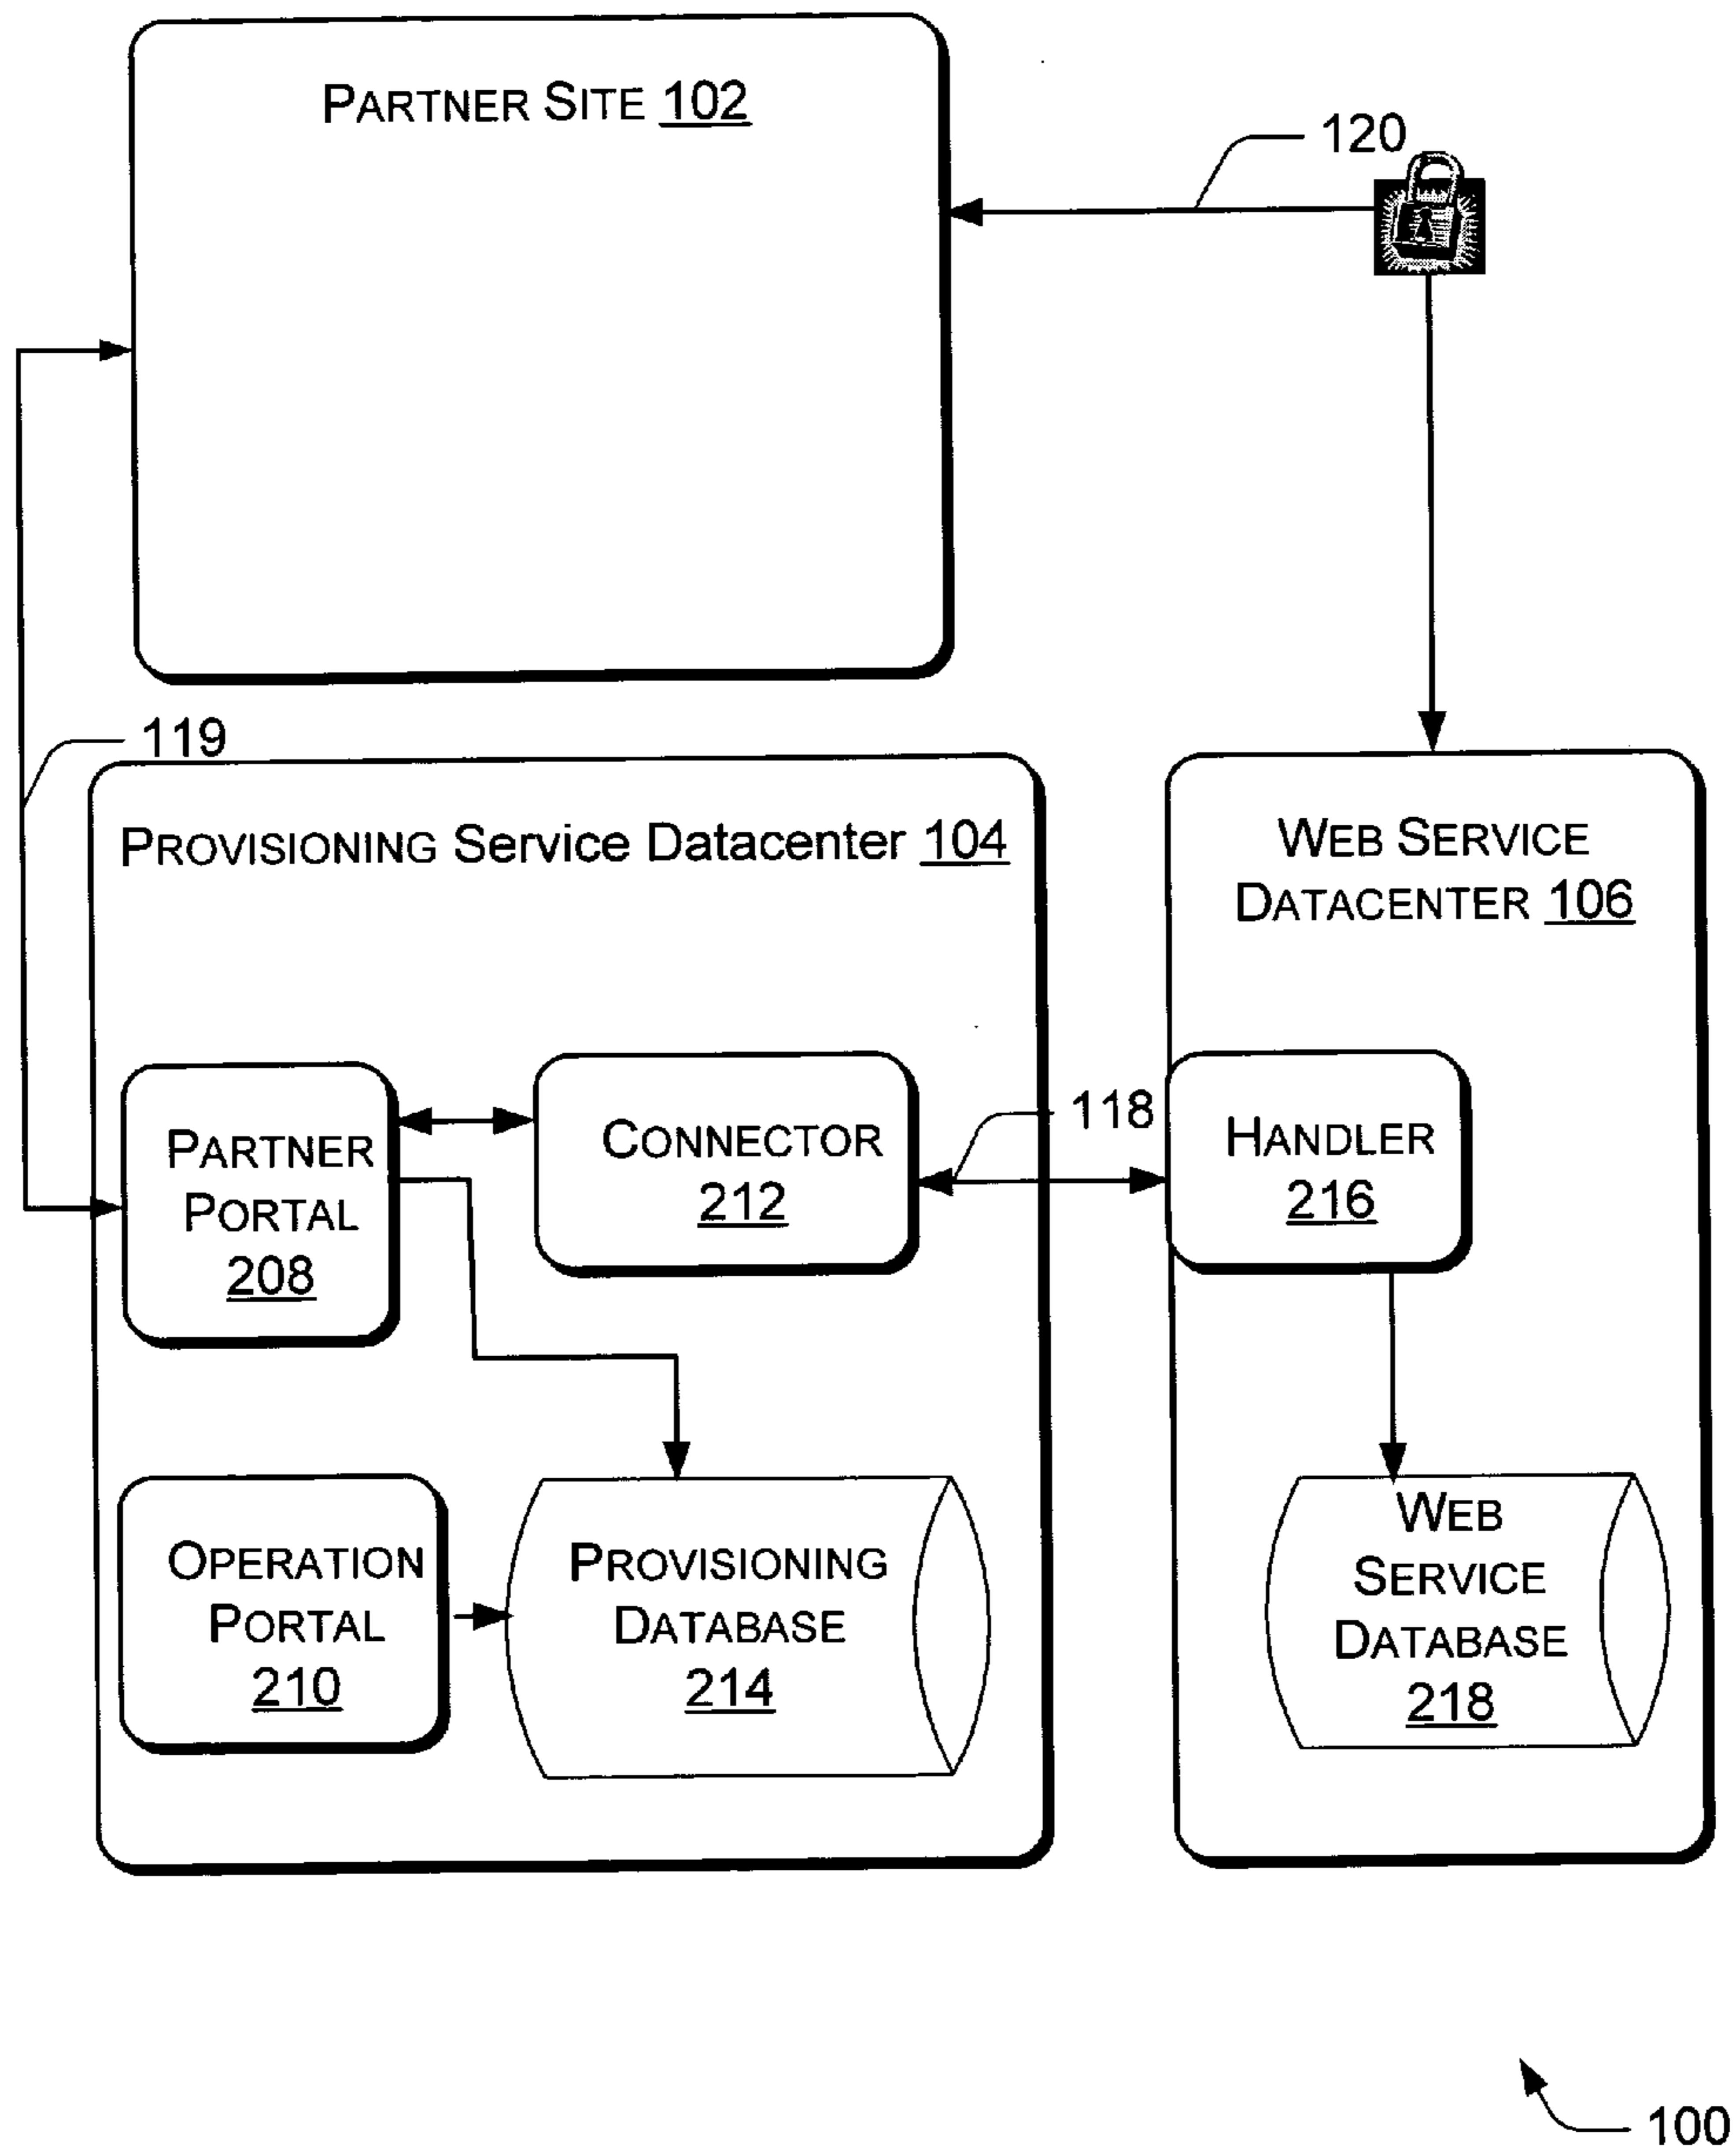 PARTNER SITE 102
120
119
PROVISIONING Service Datacenter 104
WEB SERVICE
DATACENTER 106
PARTNER
PORTAL
208
CONNECTOR
212
118
HANDLER
216
OPERATION
PORTAL
210
PROVISIONING
DATABASE
214
WEB
SERVICE
DATABASE
218
100